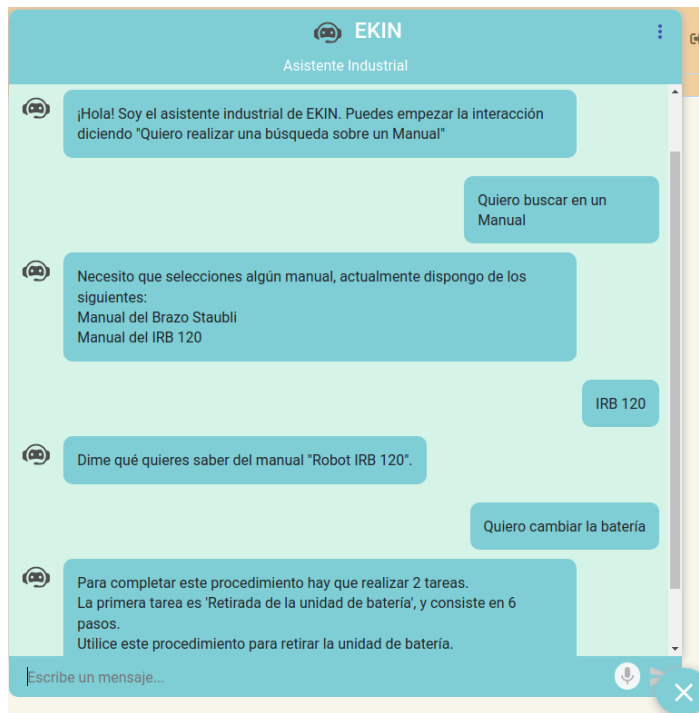 EKIN
Asistente Industrial
¡Hola! Soy el asistente industrial de EKIN. Puedes empezar la interacción
diciendo "Quiero realizar una búsqueda sobre un Manual"
Quiero buscar en un
Manual
Necesito que selecciones algún manual, actualmente dispongo de los
siguientes:
Manual del Brazo Staubli
Manual del IRB 120
IRB 120
Dime qué quieres saber del manual "Robot IRB 120".
Quiero cambiar la batería
Para completar este procedimiento hay que realizar 2 tareas.
La primera tarea es 'Retirada de la unidad de batería', y consiste en 6
pasos.
Utilice este procedimiento para retirar la unidad de batería.
Escribe un mensaje...